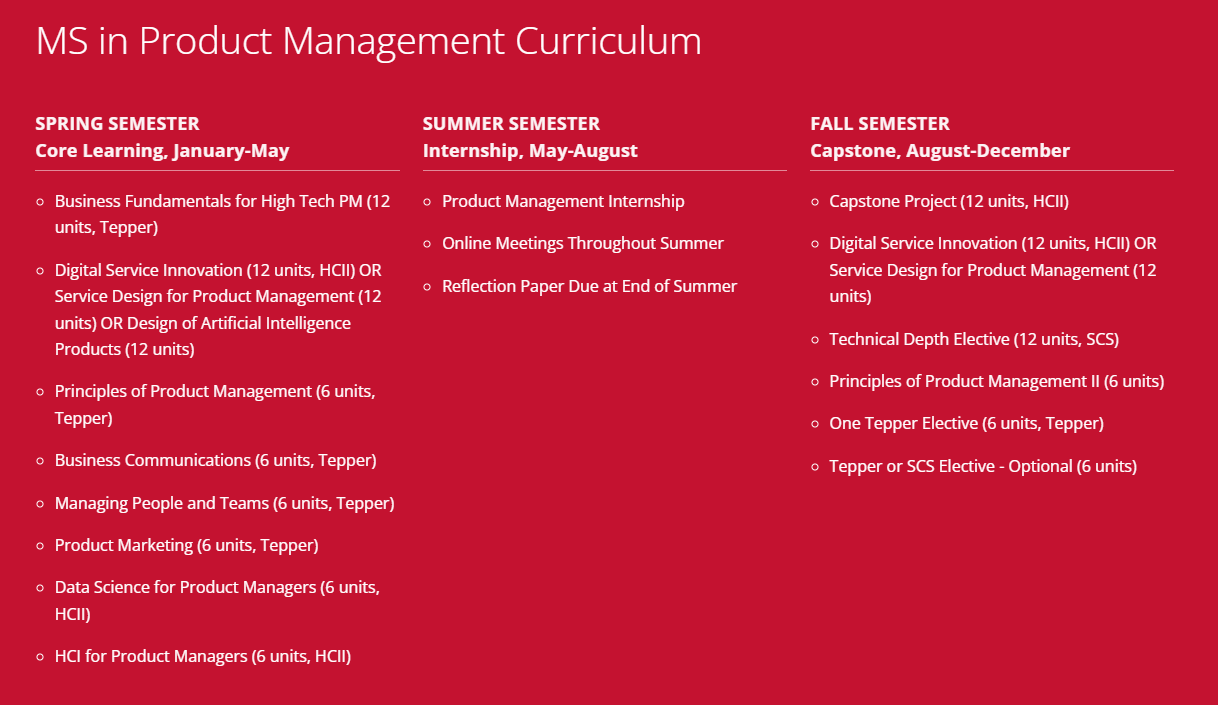 MS in Product Management Curriculum
SPRING SEMESTER
Core Learning, January-May
Business Fundamentals for High Tech PM (12
units, Tepper)
Digital Service Innovation (12 units, HCII) OR
Service Design for Product Management (12
units) OR Design of Artificial Intelligence
Products (12 units)
Principles of Product Management (6 units,
Tepper)
Business Communications (6 units, Tepper)
Managing People and Teams (6 units, Tepper)
Product Marketing (6 units, Tepper)
Data Science for Product Managers (6 units,
HCII)
HCI for Product Managers (6 units, HCII)
SUMMER SEMESTER
Internship, May-August
Product Management Internship
Online Meetings Throughout Summer
Reflection Paper Due at End of Summer
FALL SEMESTER
Capstone, August-December
Capstone Project (12 units, HCII)
Digital Service Innovation (12 units, HCII) OR
Service Design for Product Management (12
units)
Technical Depth Elective (12 units, SCS)
Principles of Product Management II (6 units)
One Tepper Elective (6 units, Tepper)
Tepper or SCS Elective - Optional (6 units)